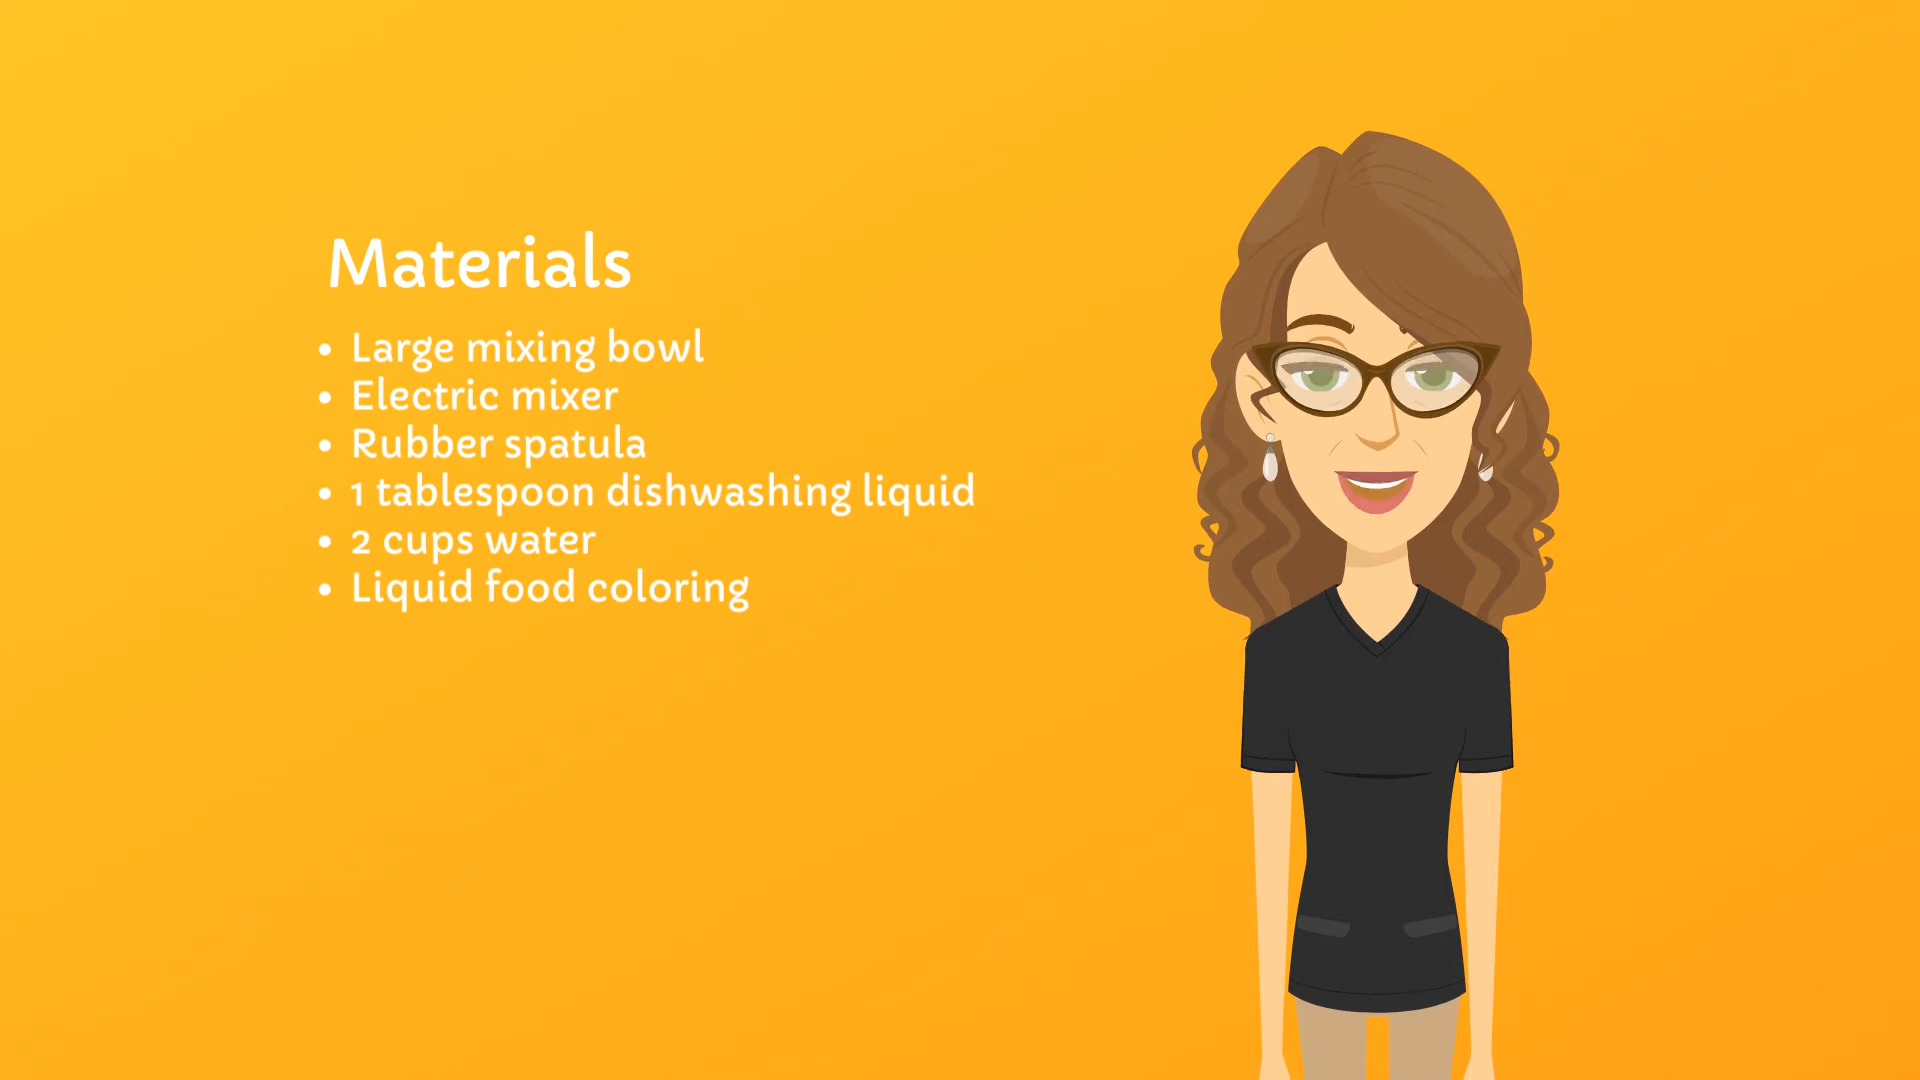 Materials
• Large mixing bowl
• Electric mixer
• Rubber spatula
• 1 tablespoon dishwashing liquid
• 2 cups water
• Liquid food coloring